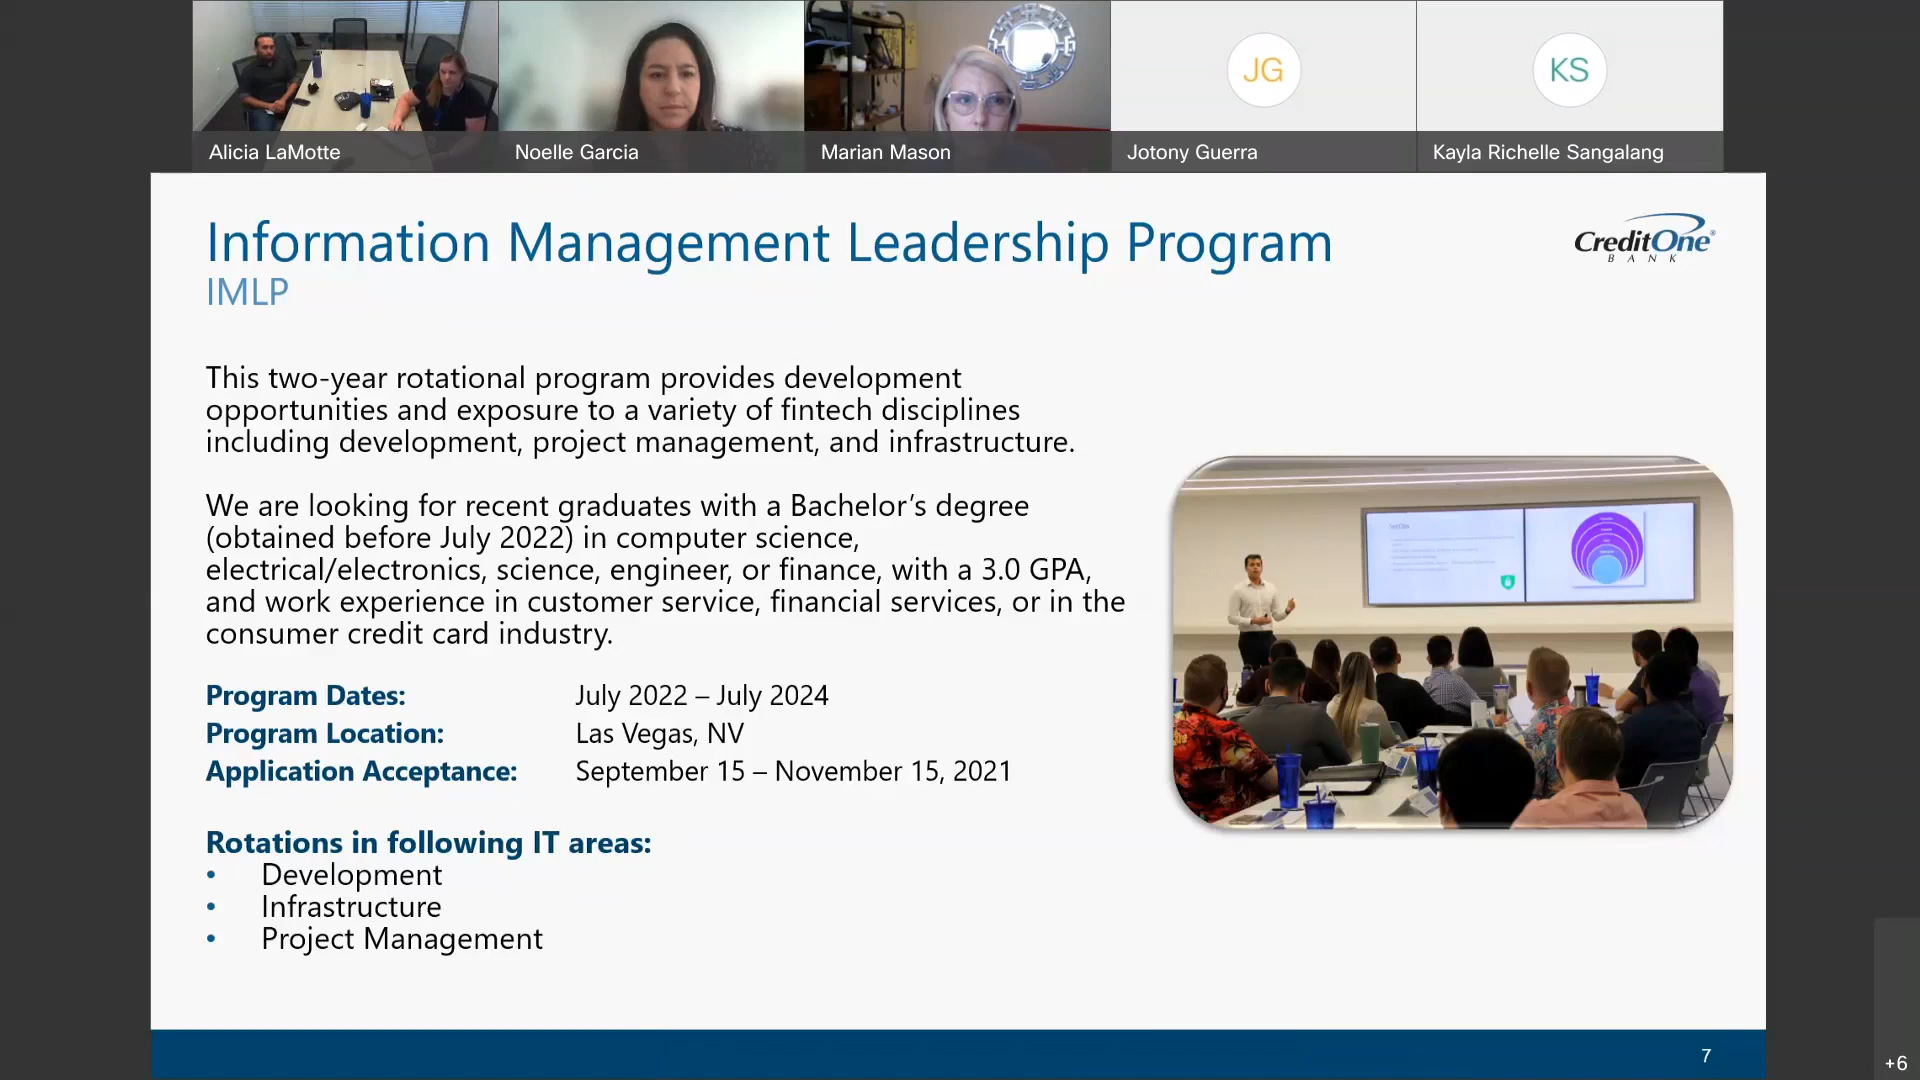 Alicia LaMotte
Noelle Garcia
Marian Mason
JG
Jotony Guerra
KS
Kayla Richelle Sangalang
Information Management Leadership Program
IMLP
CreditOne®
BANK
This two-year rotational program provides development
opportunities and exposure to a variety of fintech disciplines
including development, project management, and infrastructure.
We are looking for recent graduates with a Bachelor’s degree
(obtained before July 2022) in computer science,
electrical/electronics, science, engineer, or finance, with a 3.0 GPA,
and work experience in customer service, financial services, or in the
consumer credit card industry.
Program Dates: July 2022 – July 2024
Program Location: Las Vegas, NV
Application Acceptance: September 15 – November 15, 2021
Rotations in following IT areas:
• Development
• Infrastructure
• Project Management
7
+6